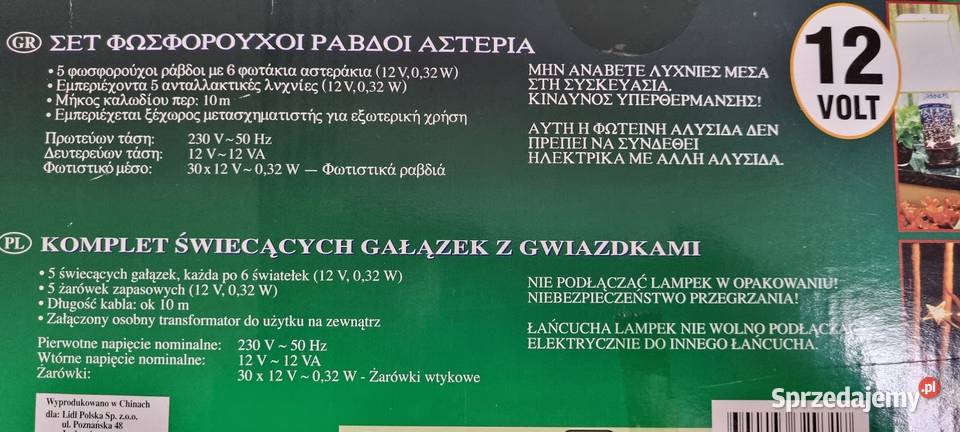 GR ΣΕΤ ΦΩΣΦΟΡΟΥΧΟΙ ΡΑΒΔΟΙ ΑΣΤΕΡΙΑ
• 5 φωσφορούχοι ράβδοι με 6 φωτάκια αστεράκια (12 V, 0,32 W)
• Εμπεριέχοντα 5 ανταλλακτικές λνχνίες (12 V, 0,32 W)
• Μήκος καλωδίου περ: 10 m
• Εμπεριέχεται ξέχωρος μετασχηματιστής για εξωτερική χρήση
Πρωτεύων τάση: 230 V ~ 50 Hz
Δευτερεύων τάση: 12 V ~ 12 VA
Φωτιστικό μέσο: 30 x 12 V ~ 0,32 W — Φωτιστικά ραβδιά
ΜΗΝ ΑΝΑΒΕΤΕ ΛΥΧΝΙΕΣ ΜΕΣΑ
ΣΤΗ ΣΥΣΚΕΥΑΣΙΑ.
ΚΙΝΔΥΝΟΣ ΥΠΕΡΘΕΡΜΑΝΣΗΣ!
ΑΥΤΗ Η ΦΩΤΕΙΝΗ ΑΛΥΣΙΔΑ ΔΕΝ
ΠΡΕΠΕΙ ΝΑ ΣΥΝΔΕΘΕΙ
ΗΛΕΚΤΡΙΚΑ ΜΕ ΑΛΛΗ ΑΛΥΣΙΔΑ.
12
VOLT
PL KOMPLET ŚWIECĄCYCH GAŁĄZEK Z GWIAZDKAMI
• 5 świecących gałązek, każda po 6 światełek (12 V, 0,32 W)
• 5 żarówek zapasowych (12 V, 0,32 W)
• Długość kabla: ok 10 m
• Załączony osobny transformator do użytku na zewnątrz
Pierwotne napięcie nominalne: 230 V ~ 50 Hz
Wtórne napięcie nominalne: 12 V ~ 12 VA
Żarówki: 30 x 12 V ~ 0,32 W - Żarówki wtykowe
NIE PODŁĄCZAĆ LAMPEK W OPAKOWANIU!
NIEBEZPIECZEŃSTWO PRZEGRZANIA!
ŁAŃCUCHA LAMPEK NIE WOLNO PODŁĄCZAĆ
ELEKTRYCZNIE DO INNEGO ŁAŃCUCHA.
Wyprodukowano w Chinach
dla: Lidl Polska Sp. z.o.o.
ul. Poznańska 48
Sprzedajemy.pl